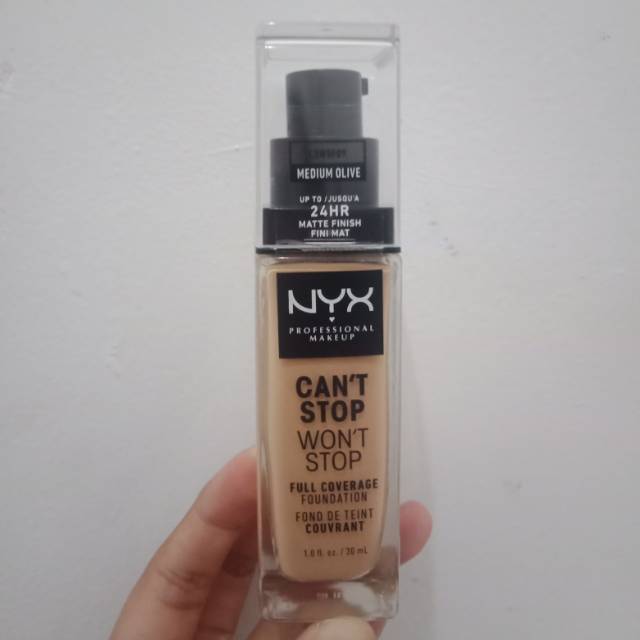 MEDIUM OLIVE
UP TO / JUSQU'A
24HR
MATTE FINISH
FINI MAT
NYX
PROFESSIONAL
MAKEUP
CAN'T
STOP
WON'T
STOP
FULL COVERAGE
FOUNDATION
FOND DE TEINT
COUVRANT
1.0 fl. oz. / 30 mL